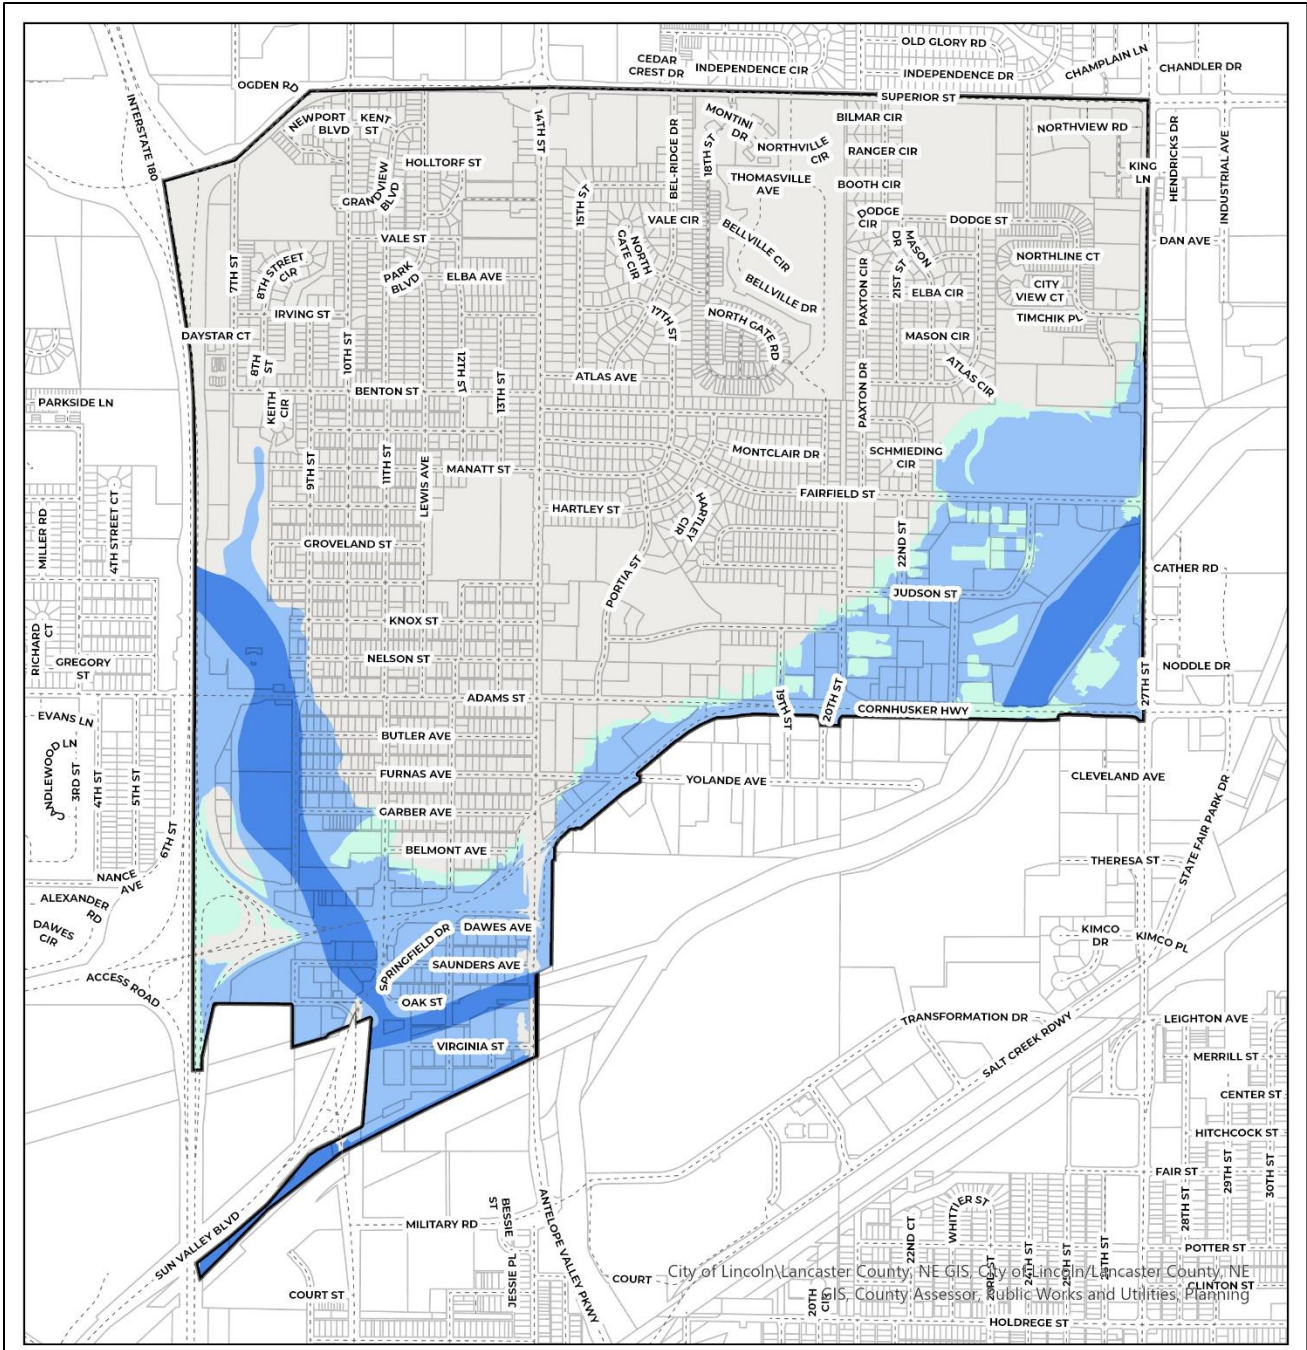 OLD GLORY RD
CEDAR
CREST DR
INDEPENDENCE CIR
INDEPENDENCE DR
CHAMPLAIN LN
CHANDLER DR
OGDEN RD
SUPERIOR ST
INTERSTATE 180
NEWPORT
BLVD
KENT
ST
14TH ST
BEL-RIDGE DR
MONTINI
DR
18TH ST
BILMAR CIR
NORTHVIEW RD
HENDRICKS DR
INDUSTRIAL AVE
HOLLTORF ST
NORTHVILLE
CIR
RANGER CIR
KING
LN
GRANDVIEW
BLVD
15TH ST
THOMASVILLE
AVE
BOOTH CIR
VALE CIR
DODGE
CIR
DODGE ST
VALE ST
NORTH
GATE CIR
BELLVILLE CIR
MASON
DR
DAN AVE
7TH ST
8TH STREET
CIR
PARK
BLVD
ELBA AVE
BELLVILLE DR
PAXTON CIR
21ST ST
ELBA CIR
NORTHLINE CT
CITY
VIEW CT
IRVING ST
17TH ST
NORTH GATE RD
TIMCHIK PL
DAYSTAR CT
10TH ST
MASON CIR
8TH
ST
12TH ST
13TH ST
ATLAS AVE
PAXTON DR
ATLAS CIR
BENTON ST
PARKSIDE LN
KEITH
CIR
MONTCLAIR DR
SCHMIEDING
CIR
9TH ST
11TH ST
LEWIS AVE
MANATT ST
FAIRFIELD ST
4TH STREET CT
MILLER RD
HARTLEY ST
HARTLEY
CIR
22ND ST
GROVELAND ST
PORTIA ST
CATHER RD
JUDSON ST
KNOX ST
RICHARD
CT
GREGORY
ST
NELSON ST
NODDLE DR
ADAMS ST
19TH ST
20TH ST
CORNHUSKER HWY
27TH ST
EVANS LN
BUTLER AVE
CANDLEWOOD LN
3RD ST
4TH ST
5TH ST
FURNAS AVE
YOLANDE AVE
CLEVELAND AVE
STATE FAIR PARK DR
6TH ST
GARBER AVE
BELMONT AVE
THERESA ST
NANCE
AVE
ALEXANDER
RD
DAWES
CIR
SPRINGFIELD DR
DAWES AVE
KIMCO
DR
KIMCO PL
ACCESS ROAD
SAUNDERS AVE
OAK ST
TRANSFORMATION DR
SALT CREEK RDWY
LEIGHTON AVE
VIRGINIA ST
MERRILL ST
CENTER ST
HITCHCOCK ST
FAIR ST
28TH ST
29TH ST
30TH ST
SUN VALLEY BLVD
MILITARY RD
BESSIE
ST
ANTELOPE VALLEY PKWY
WHITTIER ST
22ND CT
23RD ST
24TH ST
25TH ST
POTTER ST
JESSIE PL
COURT
COURT ST
20TH
CIR
CLINTON ST
City of Lincoln\Lancaster County, NE GIS, City of Lincoln/Lancaster County, NE
GIS, County Assessor, Public Works and Utilities, Planning
HOLDREGE ST